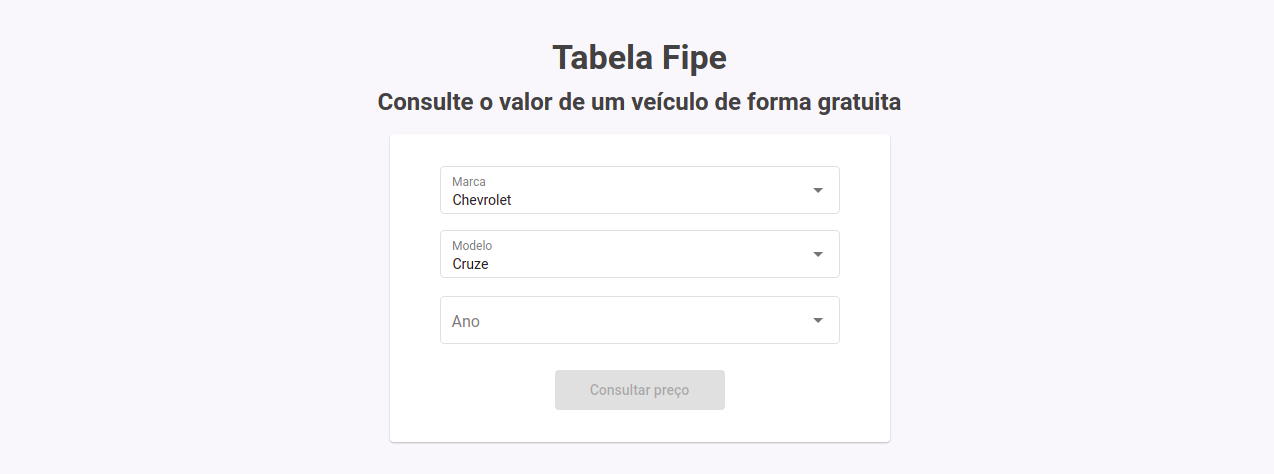 Tabela Fipe
Consulte o valor de um veículo de forma gratuita
Marca
Chevrolet
Modelo
Cruze
Ano
Consultar preço